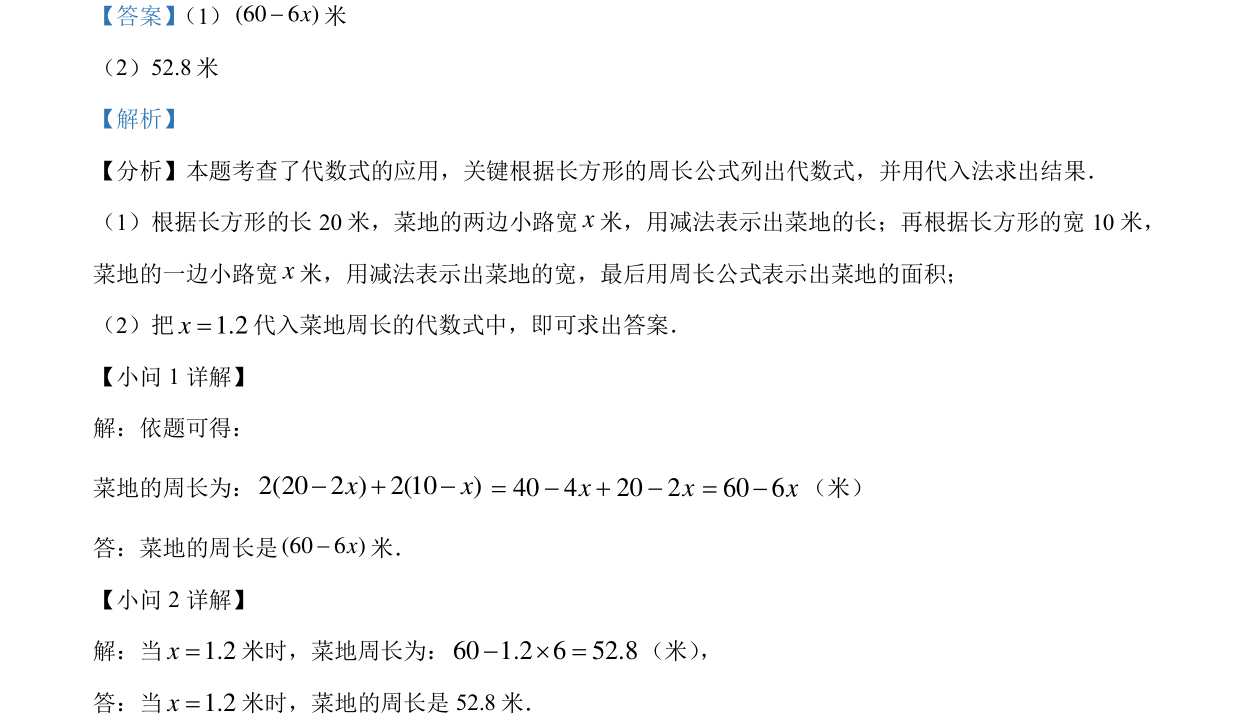 【答案】（1）(60−6x)米
（2）52.8米
【解析】
【分析】本题考查了代数式的应用，关键根据长方形的周长公式列出代数式，并用代入法求出结果．
（1）根据长方形的长 20 米，菜地的两边小路宽 x 米，用减法表示出菜地的长；再根据长方形的宽 10 米，
菜地的一边小路宽 x 米，用减法表示出菜地的宽，最后用周长公式表示出菜地的面积；
（2）把 x=1.2 代入菜地周长的代数式中，即可求出答案．
【小问 1 详解】
解：依题可得：
菜地的周长为：2(20−2x)+2(10−x)=40−4x+20−2x=60−6x（米）
答：菜地的周长是(60−6x)米．
【小问 2 详解】
解：当 x=1.2 米时，菜地周长为：60−1.2×6=52.8（米），
答：当 x=1.2 米时，菜地的周长是 52.8 米．